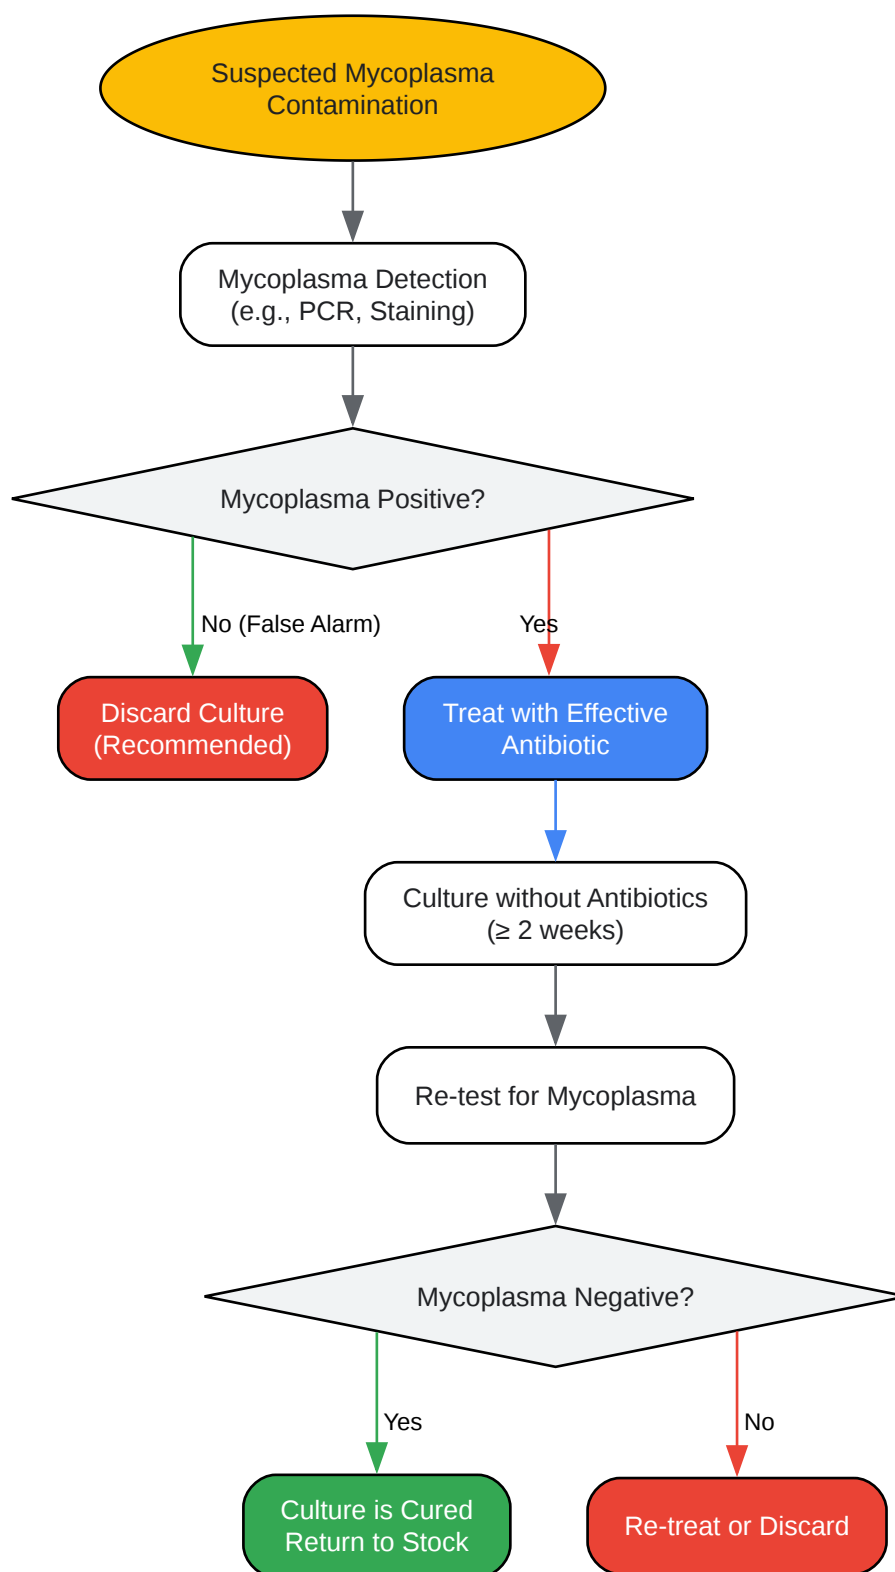 Suspected Mycoplasma
Contamination
Mycoplasma Detection
(e.g., PCR, Staining)
Mycoplasma Positive?
No (False Alarm)
Yes
Discard Culture
(Recommended)
Treat with Effective
Antibiotic
Culture without Antibiotics
(≥ 2 weeks)
Re-test for Mycoplasma
Mycoplasma Negative?
Yes
No
Culture is Cured
Return to Stock
Re-treat or Discard